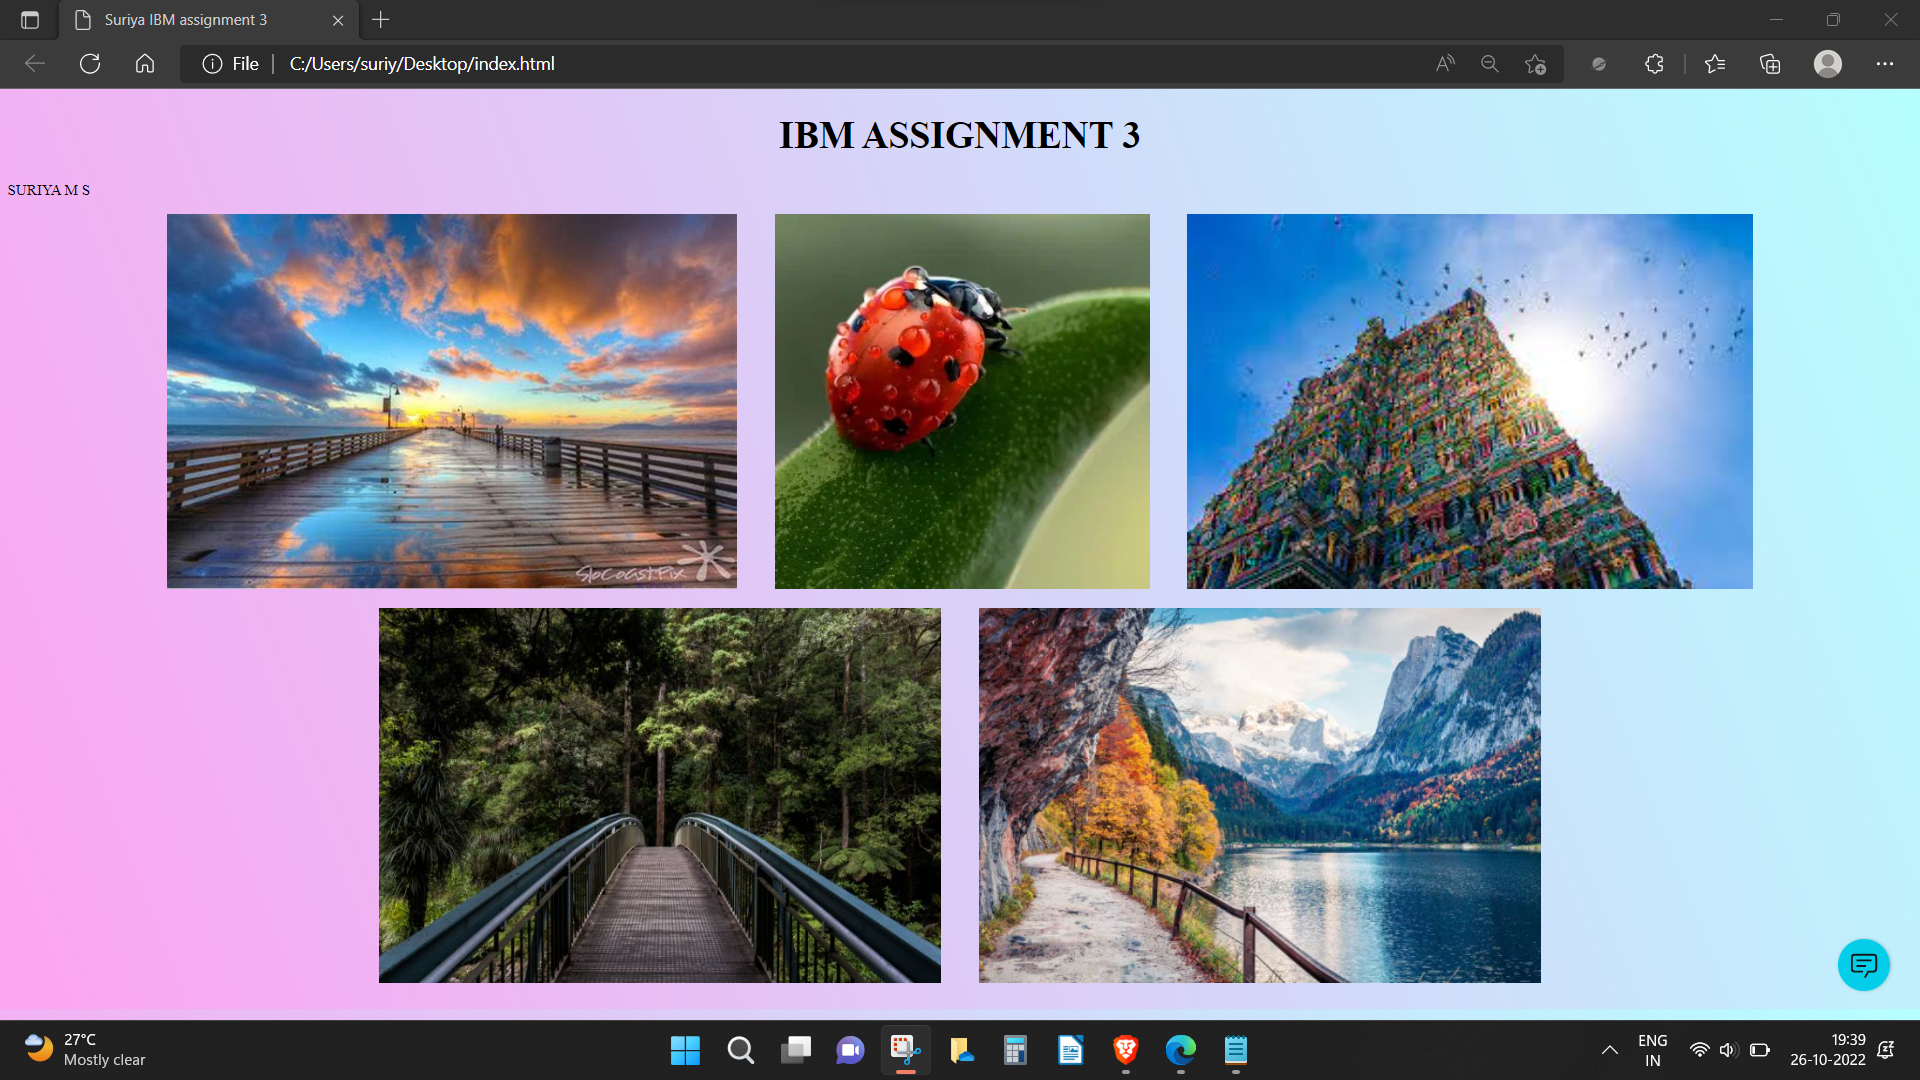 Suriya IBM assignment 3
File
C:/Users/suriy/Desktop/index.html
IBM ASSIGNMENT 3
SURIYA M S
SloCoastPix
27°C
Mostly clear
ENG
IN
19:39
26-10-2022